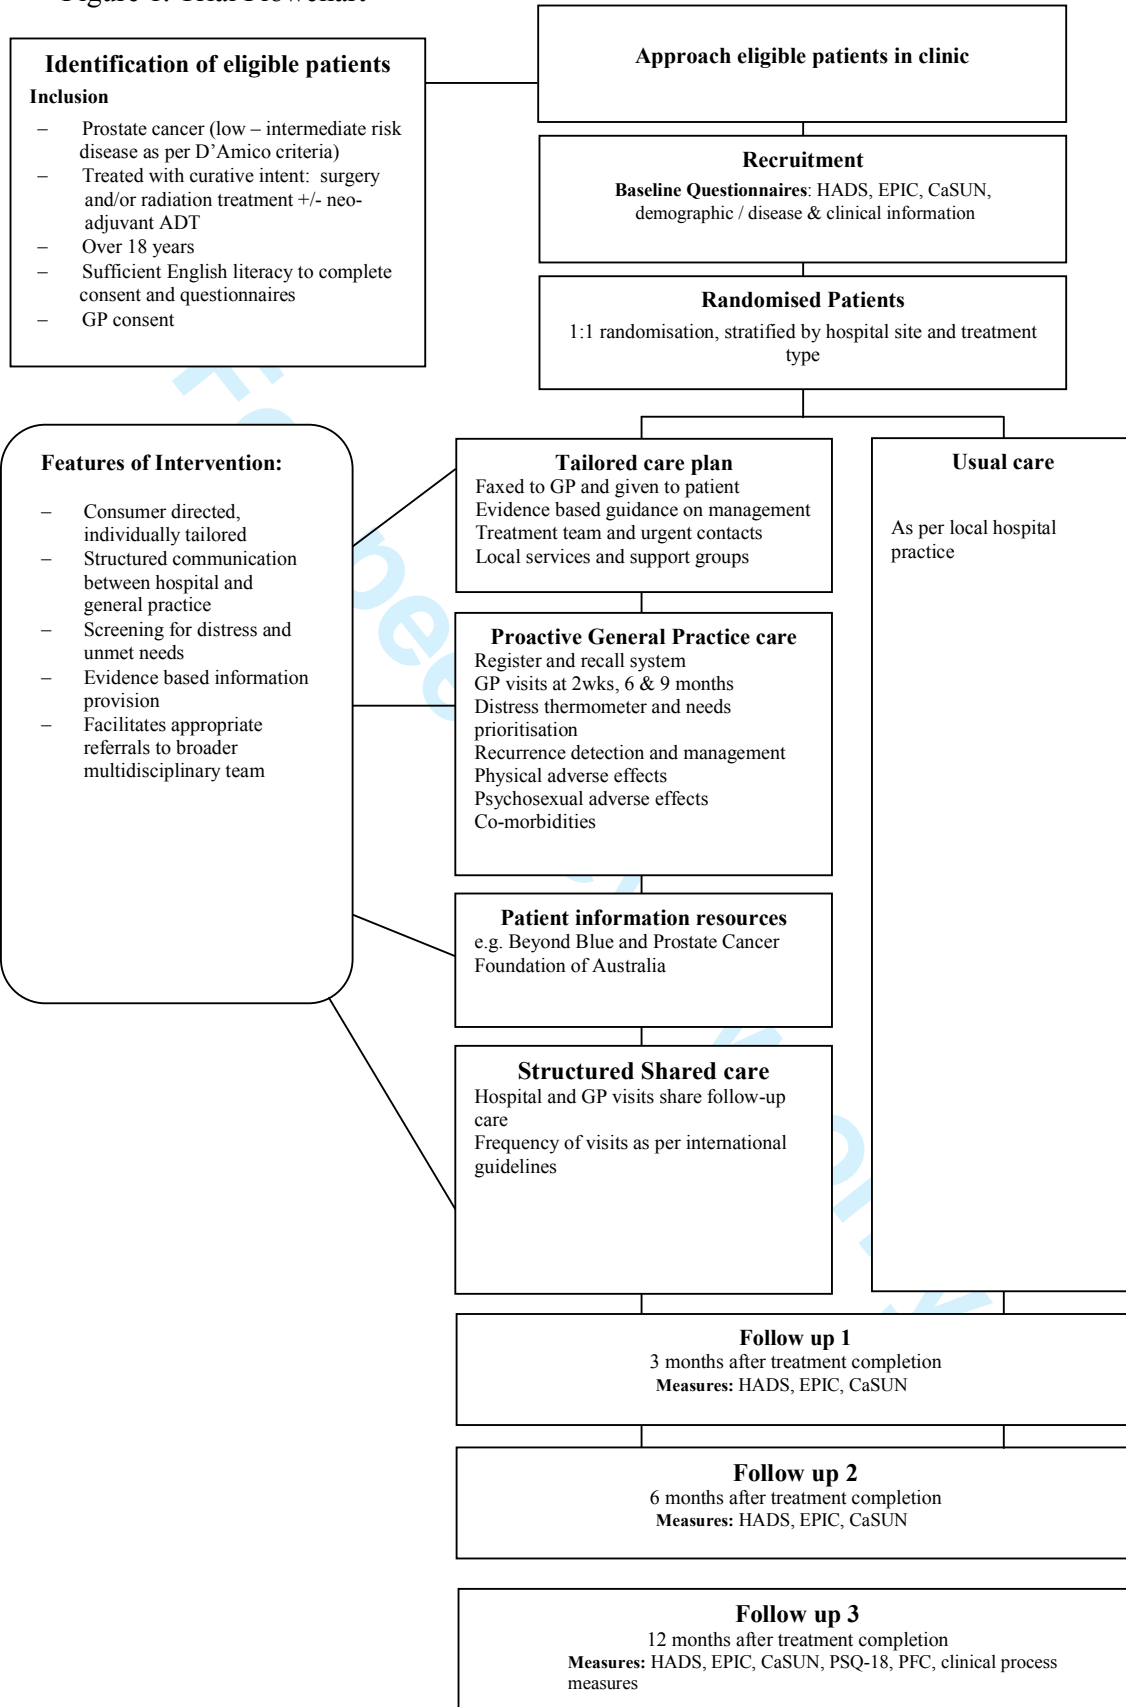 Figure 1: Trial Flowchart
Identification of eligible patients
Inclusion
– Prostate cancer (low – intermediate risk
disease as per D’Amico criteria)
– Treated with curative intent: surgery
and/or radiation treatment +/- neo-
adjuvant ADT
– Over 18 years
– Sufficient English literacy to complete
consent and questionnaires
– GP consent
Approach eligible patients in clinic
Recruitment
Baseline Questionnaires: HADS, EPIC, CaSUN,
demographic / disease & clinical information
Randomised Patients
1:1 randomisation, stratified by hospital site and treatment
type
Features of Intervention:
– Consumer directed,
individually tailored
– Structured communication
between hospital and
general practice
– Screening for distress and
unmet needs
– Evidence based information
provision
– Facilitates appropriate
referrals to broader
multidisciplinary team
Tailored care plan
Faxed to GP and given to patient
Evidence based guidance on management
Treatment team and urgent contacts
Local services and support groups
Usual care
As per local hospital
practice
Proactive General Practice care
Register and recall system
GP visits at 2wks, 6 & 9 months
Distress thermometer and needs
prioritisation
Recurrence detection and management
Physical adverse effects
Psychosexual adverse effects
Co-morbidities
Patient information resources
e.g. Beyond Blue and Prostate Cancer
Foundation of Australia
Structured Shared care
Hospital and GP visits share follow-up
care
Frequency of visits as per international
guidelines
Follow up 1
3 months after treatment completion
Measures: HADS, EPIC, CaSUN
Follow up 2
6 months after treatment completion
Measures: HADS, EPIC, CaSUN
Follow up 3
12 months after treatment completion
Measures: HADS, EPIC, CaSUN, PSQ-18, PFC, clinical process
measures